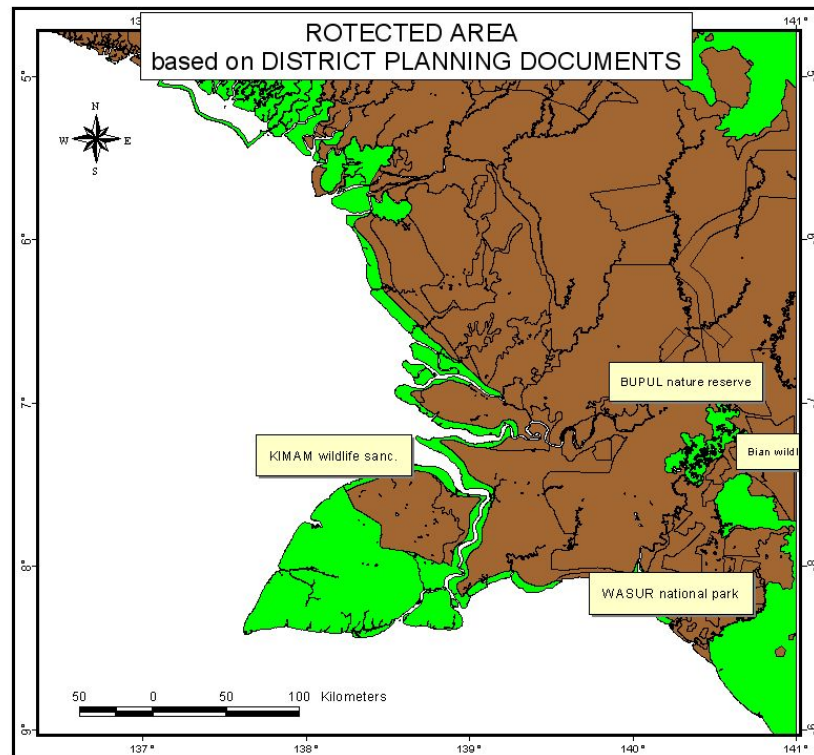 ROTECTED AREA
based on DISTRICT PLANNING DOCUMENTS
141°
5°
N
W E
S
6°
BUPUL nature reserve
7°
KIMAM wildlife sanc.
Bian wildl
8°
WASUR national park
50 0 50 100 Kilometers
9°
137° 138° 139° 140° 141°